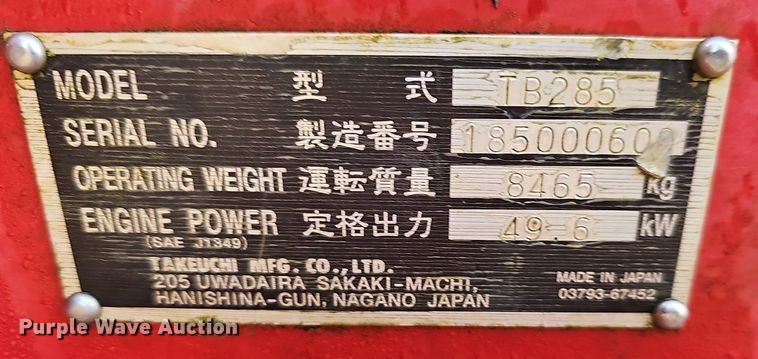 MODEL 型 式 TB285
SERIAL NO. 製造番号
OPERATING WEIGHT 運転質量 8465 kg
ENGINE POWER 定格出力 49.6 kW
(SAE J1349)
TAKEUCHI MFG. CO., LTD.
205 UWADAIRA SAKAKI-MACHI,
HANISHINA-GUN, NAGANO JAPAN
MADE IN JAPAN
03793-67452
Purple Wave Auction